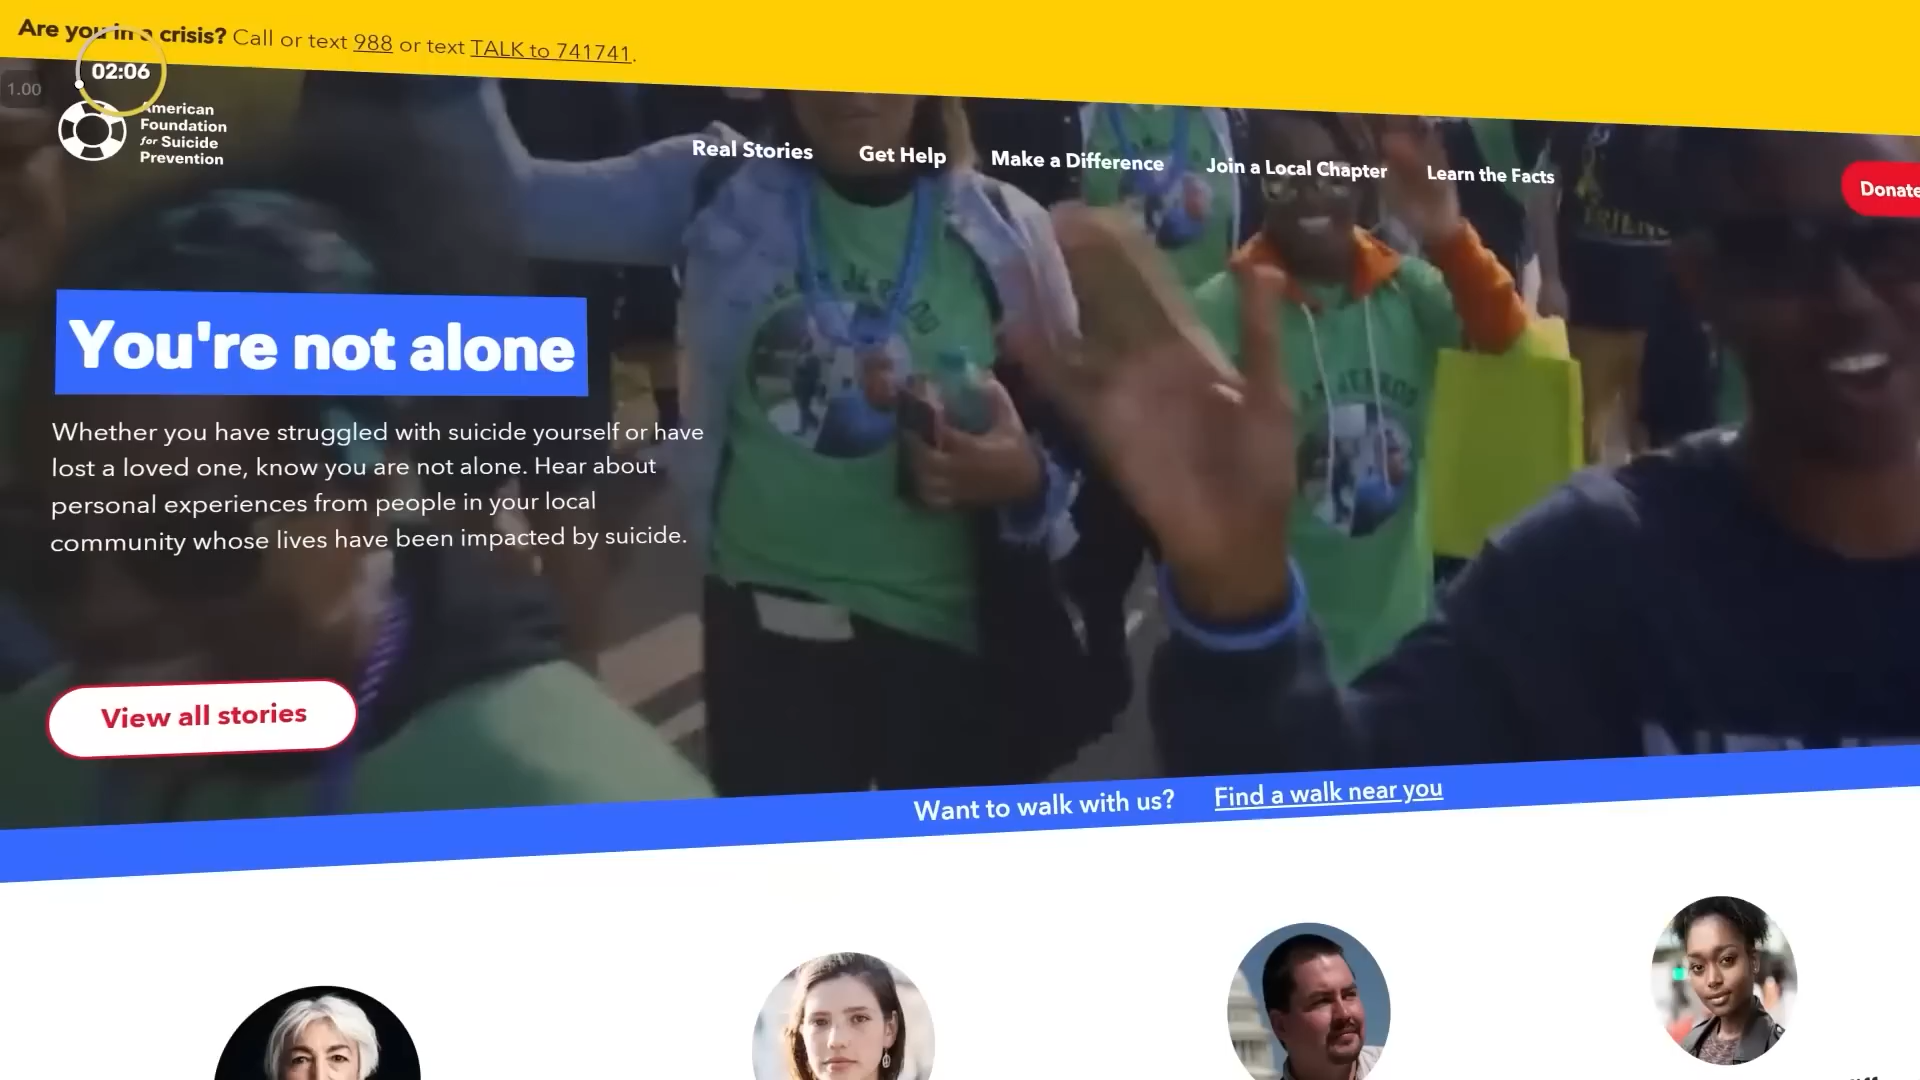 Are you in a crisis? Call or text 988 or text TALK to 741741.
02:06
1.00
American
Foundation
for Suicide
Prevention
Real Stories
Get Help
Make a Difference
Join a Local Chapter
Learn the Facts
Donate
You're not alone
Whether you have struggled with suicide yourself or have
lost a loved one, know you are not alone. Hear about
personal experiences from people in your local
community whose lives have been impacted by suicide.
View all stories
Want to walk with us?
Find a walk near you